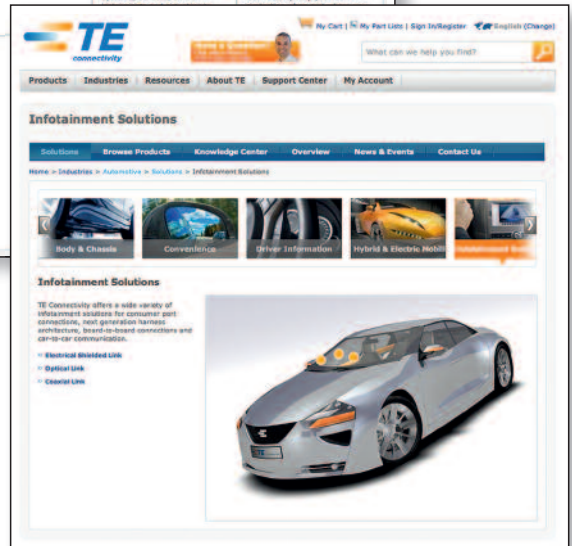 My Cart | My Part Lists | Sign In/Register English (Change)
TE
connectivity
What can we help you find?
Products Industries Resources About TE Support Center My Account
Infotainment Solutions
Solutions Browse Products Knowledge Center Overview News & Events Contact Us
Home > Industries > Automotive > Solutions > Infotainment Solutions
Body & Chassis Convenience Driver Information Hybrid & Electric Mobili
Infotainment Solutions
TE Connectivity offers a wide variety of
infotainment solutions for consumer port
connections, next generation harness
architecture, board-to-board connections and
car-to-car communication.
» Electrical Shielded Link
» Optical Link
» Coaxial Link
TE